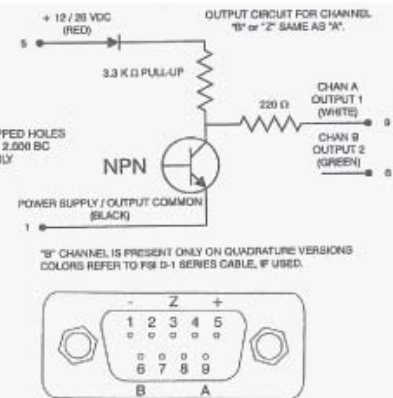 + 12 / 28 VDC
(RED)
OUTPUT CIRCUIT FOR CHANNEL
"B" or "Z" SAME AS "A".
5
3.3 K Ω PULL-UP
CHAN A
OUTPUT 1
(WHITE)
220 Ω
9
PPED HOLES
2.000 BC
LY
CHAN B
OUTPUT 2
(GREEN)
6
NPN
POWER SUPPLY / OUTPUT COMMON
(BLACK)
1
"B" CHANNEL IS PRESENT ONLY ON QUADRATURE VERSIONS
COLORS REFER TO FSI D-1 SERIES CABLE, IF USED.
- Z +
1 2 3 4 5
6 7 8 9
B A